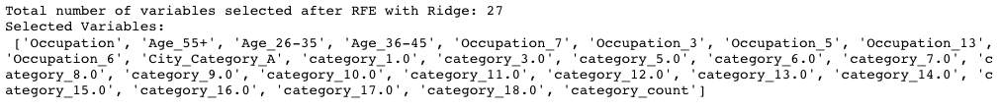 Total number of variables selected after RFE with Ridge: 27
Selected Variables:
 ['Occupation', 'Age_55+', 'Age_26-35', 'Age_36-45', 'Occupation_7', 'Occupation_3', 'Occupation_5', 'Occupation_13',
'Occupation_6', 'City_Category_A', 'category_1.0', 'category_3.0', 'category_5.0', 'category_6.0', 'category_7.0', 'c
ategory_8.0', 'category_9.0', 'category_10.0', 'category_11.0', 'category_12.0', 'category_13.0', 'category_14.0', 'c
ategory_15.0', 'category_16.0', 'category_17.0', 'category_18.0', 'category_count']